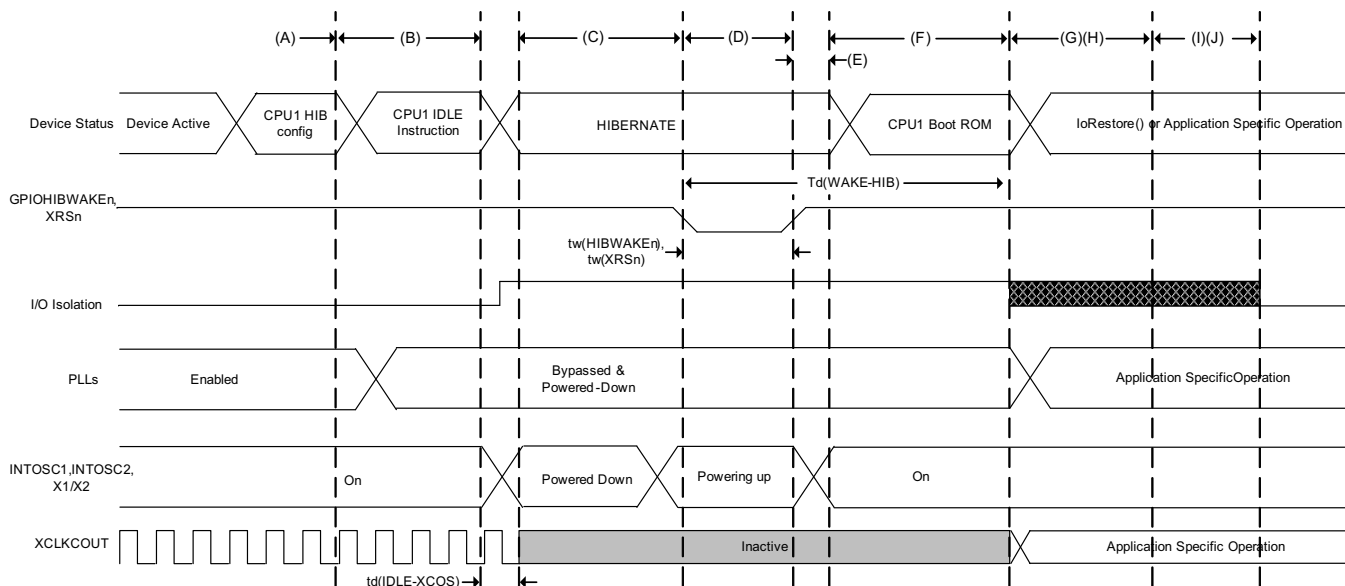 (A)
(B)
(C)
(D)
(E)
(F)
(G)(H)
(I)(J)
Device Status
Device Active
CPU1 HIB
config
CPU1 IDLE
Instruction
HIBERNATE
CPU1 Boot ROM
IoRestore() or Application Specific Operation
Td(WAKE-HIB)
GPIOHIBWAKEn,
XRSn
tw(HIBWAKEn),
tw(XRSn)
I/O Isolation
PLLs
Enabled
Bypassed &
Powered-Down
Application SpecificOperation
INTOSC1,INTOSC2,
X1/X2
On
Powered Down
Powering up
On
XCLKCOUT
Inactive
Application Specific Operation
td(IDLE-XCOS)